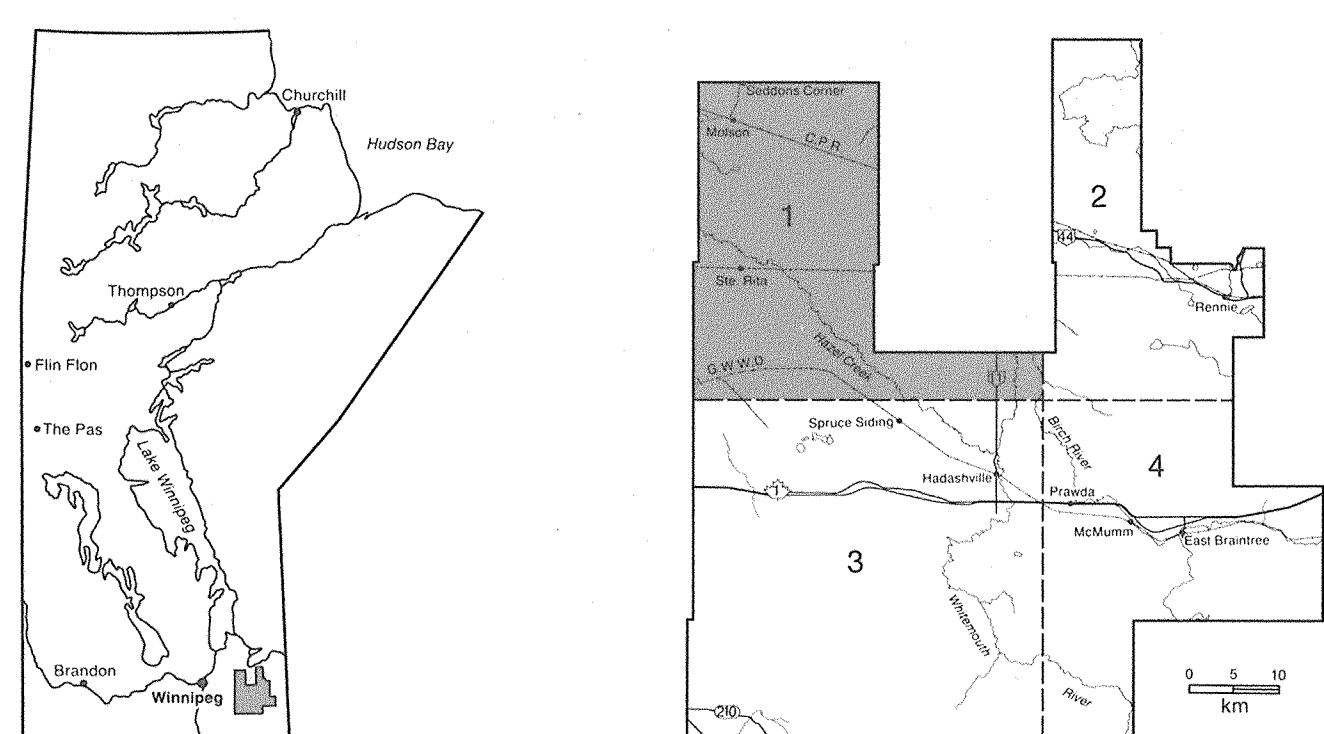 Churchill
Hudson Bay
Thompson
Flin Flon
The Pas
Lake Winnipeg
Brandon
Winnipeg
Seddons Corner
Molson
C.P.R.
1
2
44
Ste. Rita
Rennie
Hazel Creek
G.W.W.D.
11
Spruce Siding
Birch River
4
Hadashville
1
Prawda
McMumm
East Braintree
3
Whitemouth
River
0 5 10
km
210